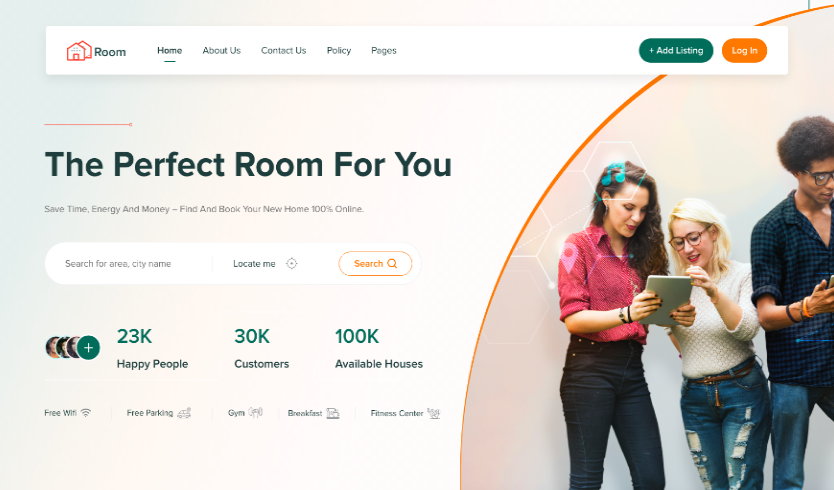 Room
Home About Us Contact Us Policy Pages
+ Add Listing Log In
The Perfect Room For You
Save Time, Energy And Money – Find And Book Your New Home 100% Online.
Search for area, city name Locate me Search
23K 30K 100K
Happy People Customers Available Houses
Free Wifi Free Parking Gym Breakfast Fitness Center